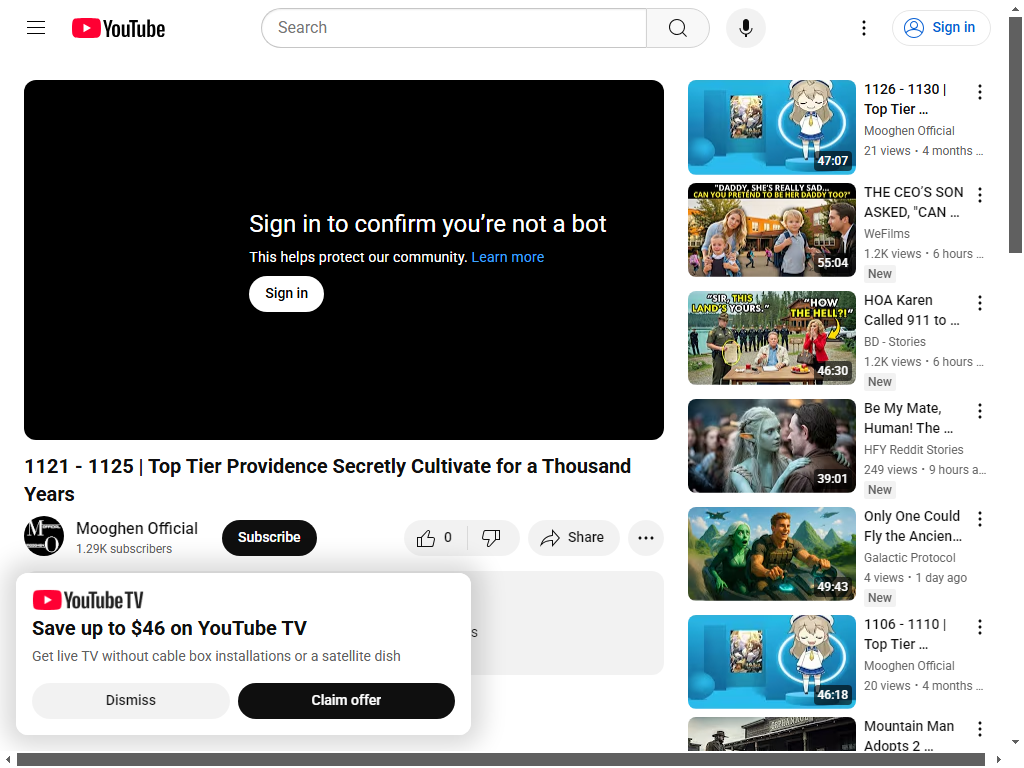 YouTube
Search
Sign in
Sign in to confirm you’re not a bot
This helps protect our community. Learn more
Sign in
1121 - 1125 | Top Tier Providence Secretly Cultivate for a Thousand
Years
Mooghen Official
1.29K subscribers
Subscribe
0
Share
s
YouTube TV
Save up to $46 on YouTube TV
Get live TV without cable box installations or a satellite dish
Dismiss
Claim offer
47:07
1126 - 1130 |
Top Tier …
Mooghen Official
21 views • 4 months …
"DADDY, SHE'S REALLY SAD...
CAN YOU PRETEND TO BE HER DADDY TOO?"
55:04
THE CEO’S SON
ASKED, "CAN …
WeFilms
1.2K views • 6 hours …
New
"SIR, THIS
LAND'S YOURS."
"HOW
THE HELL?!"
46:30
HOA Karen
Called 911 to …
BD - Stories
1.2K views • 6 hours …
New
39:01
Be My Mate,
Human! The …
HFY Reddit Stories
249 views • 9 hours a…
New
49:43
Only One Could
Fly the Ancien…
Galactic Protocol
4 views • 1 day ago
New
46:18
1106 - 1110 |
Top Tier …
Mooghen Official
20 views • 4 months …
Mountain Man
Adopts 2 …